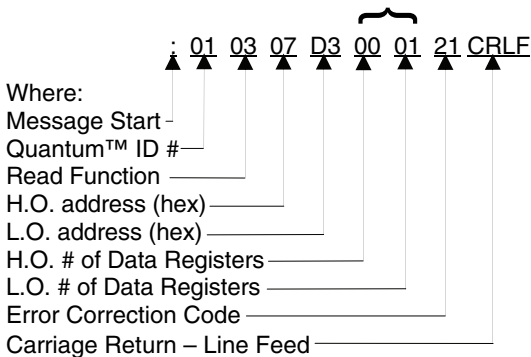 : 01 03 07 D3 00 01 21 CRLF
Where:
Message Start
Quantum™ ID #
Read Function
H.O. address (hex)
L.O. address (hex)
H.O. # of Data Registers
L.O. # of Data Registers
Error Correction Code
Carriage Return – Line Feed